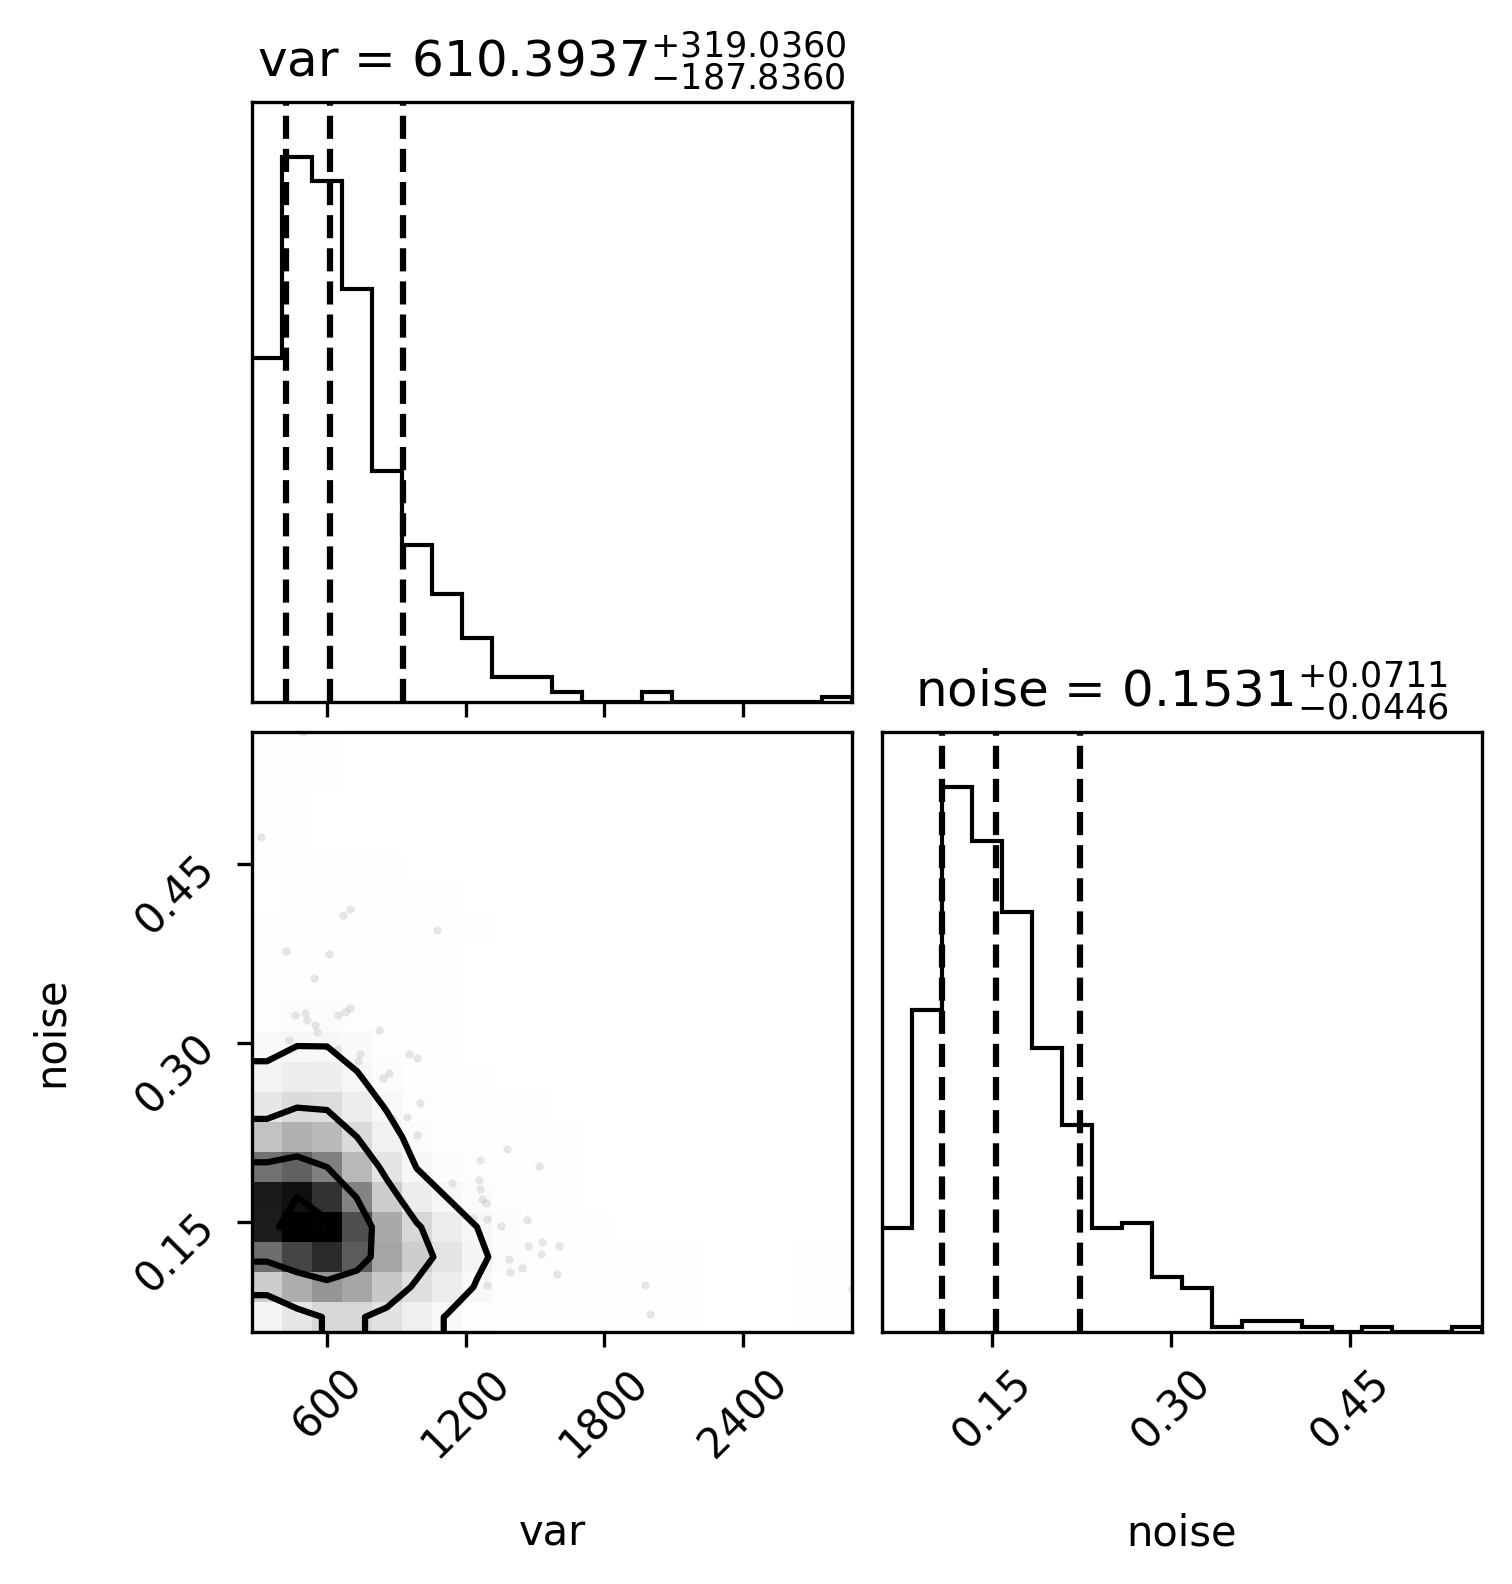 var = 610.3937+319.0360 −187.8360
noise = 0.1531+0.0711 −0.0446
noise
0.45
0.30
0.15
600 1200 1800 2400
0.15 0.30 0.45
var
noise